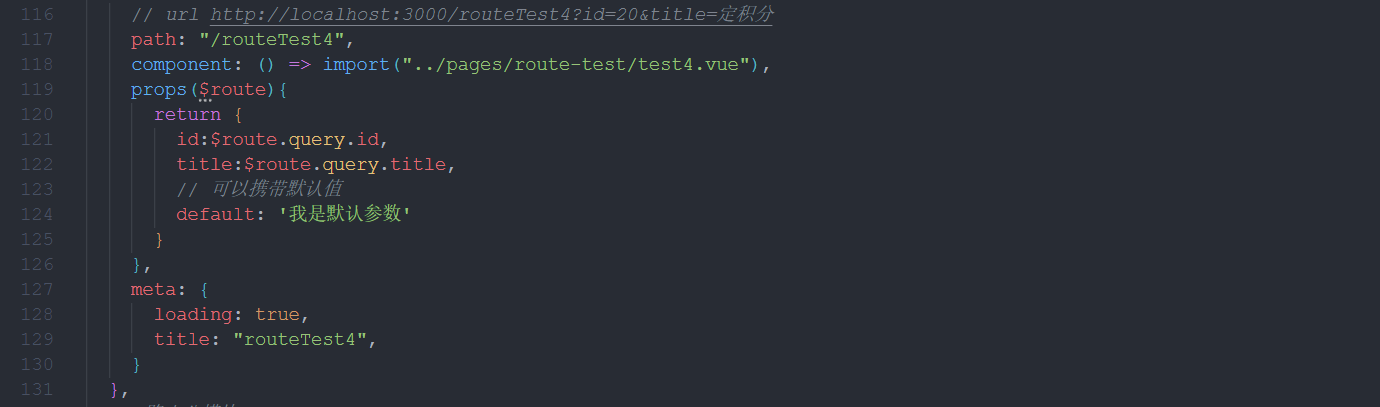 116 // url http://localhost:3000/routeTest4?id=20&title=定积分
117 path: "/routeTest4",
118 component: () => import("../pages/route-test/test4.vue"),
119 props($route){
120 return {
121 id:$route.query.id,
122 title:$route.query.title,
123 // 可以携带默认值
124 default: '我是默认参数'
125 }
126 },
127 meta: {
128 loading: true,
129 title: "routeTest4",
130 }
131 },